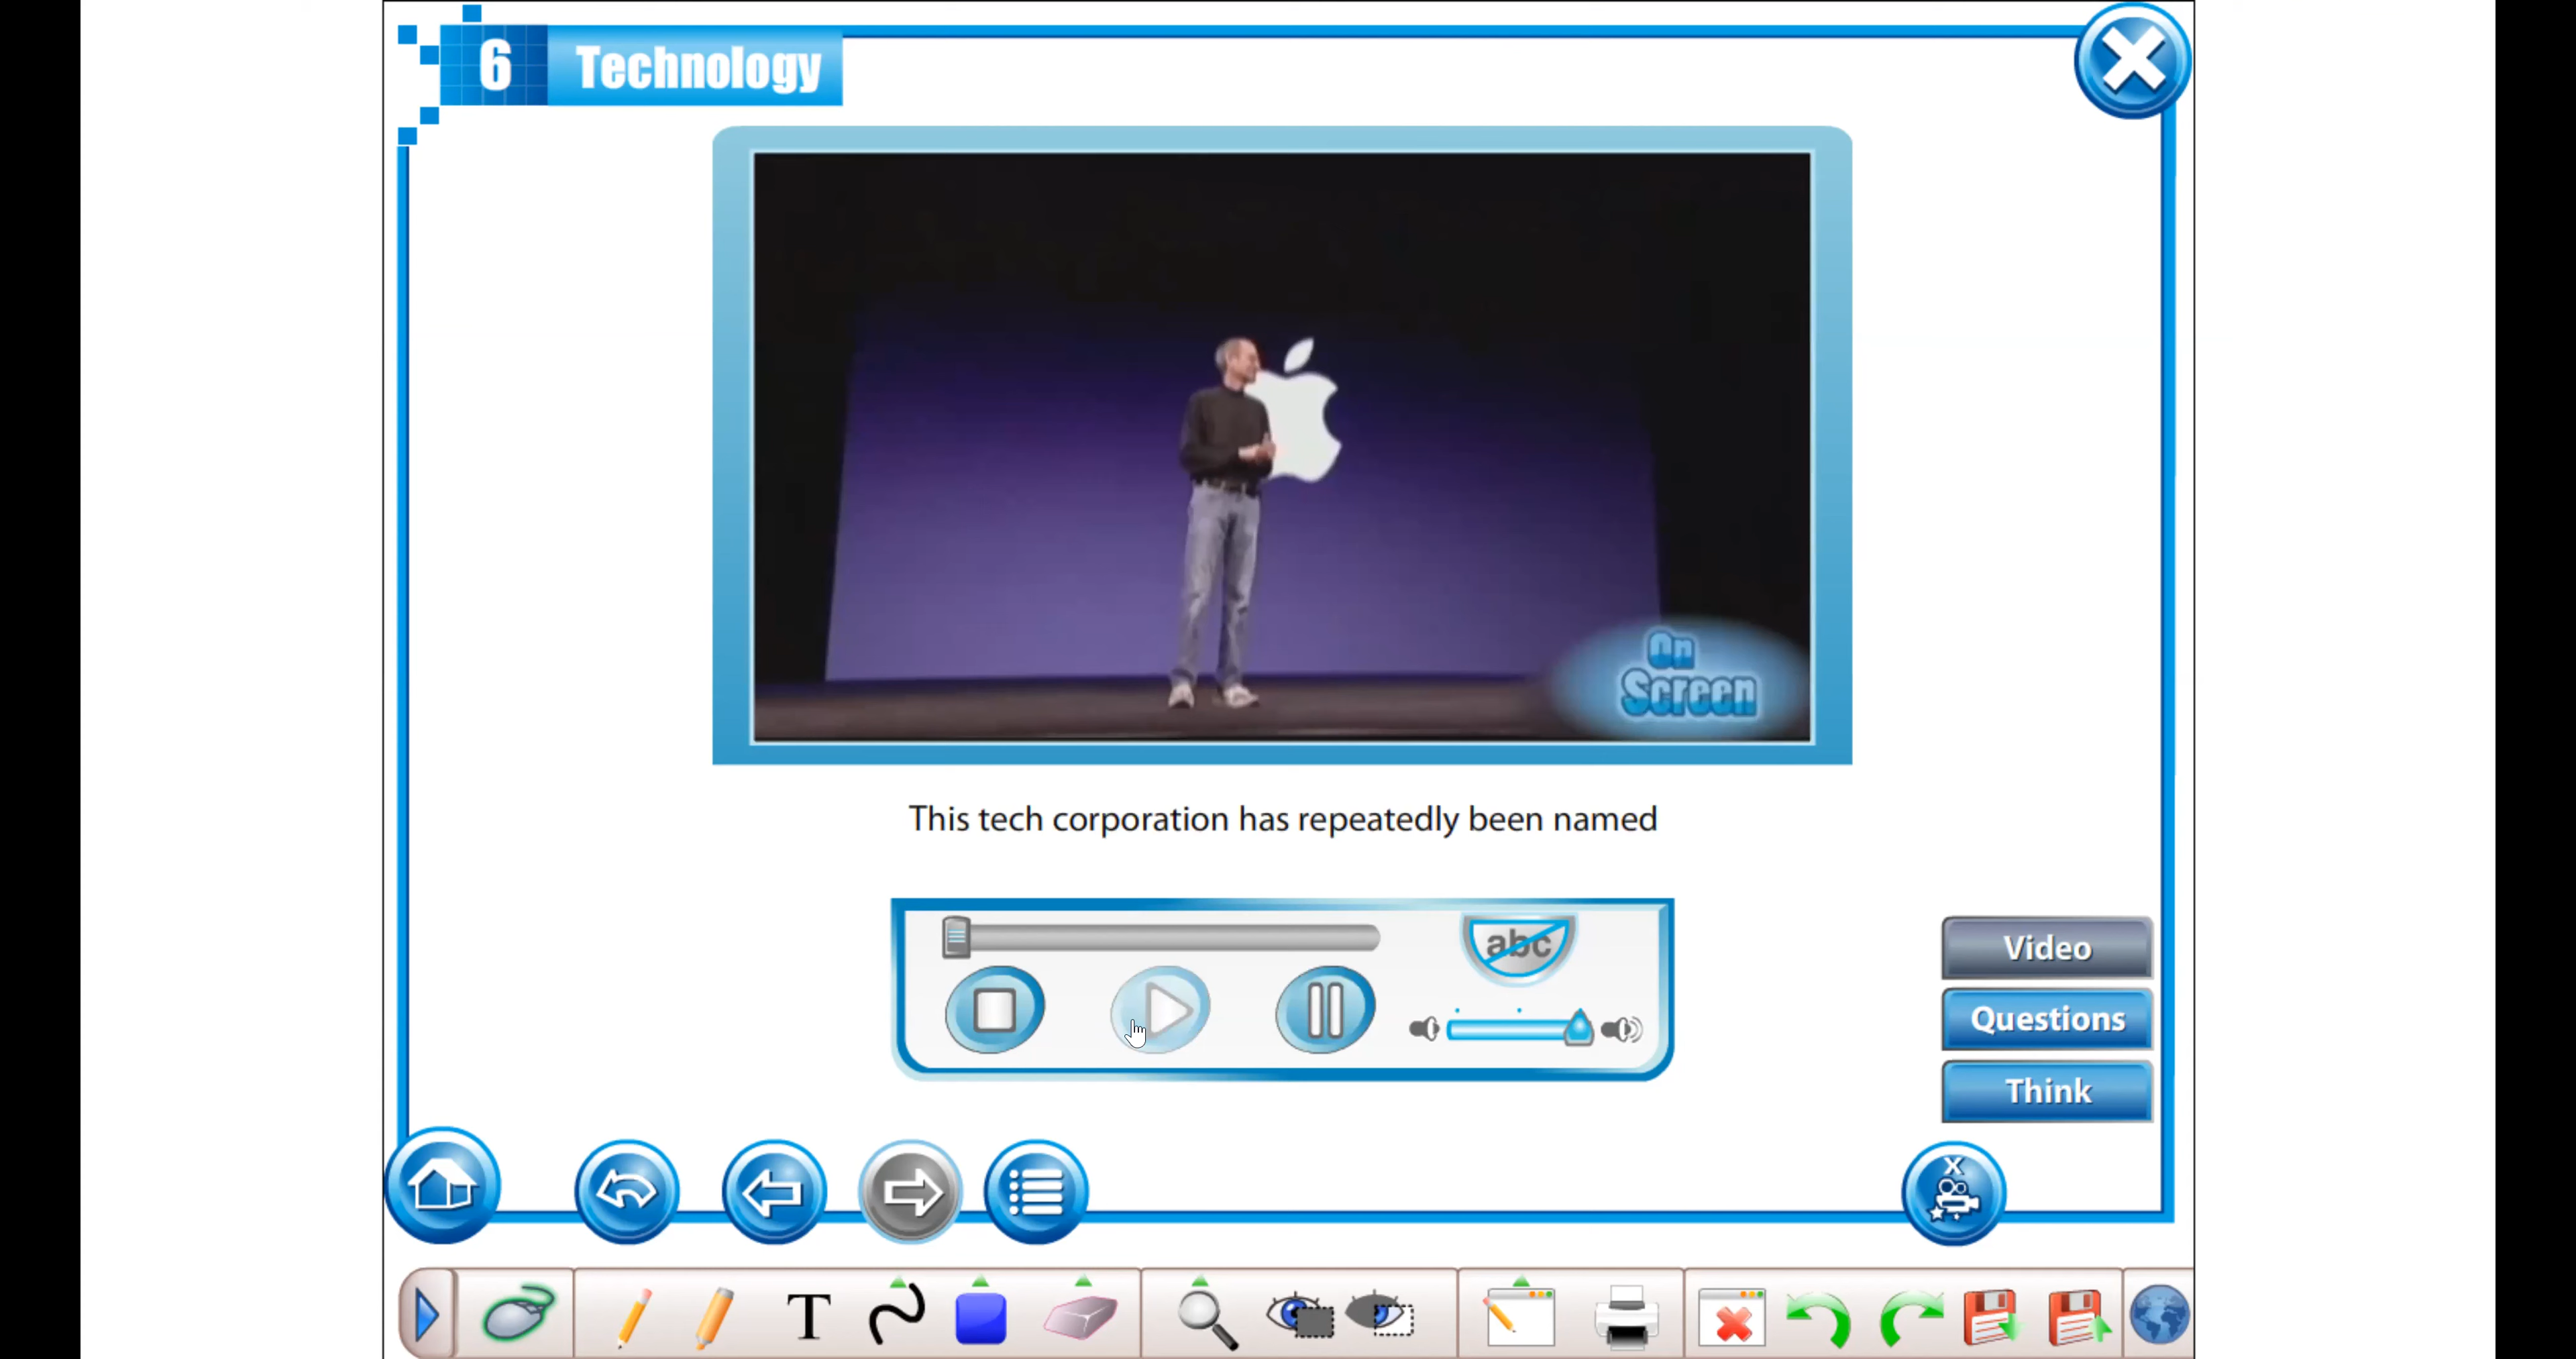 6 Technology
On
Screen
This tech corporation has repeatedly been named
abc
Video
Questions
Think
X
T